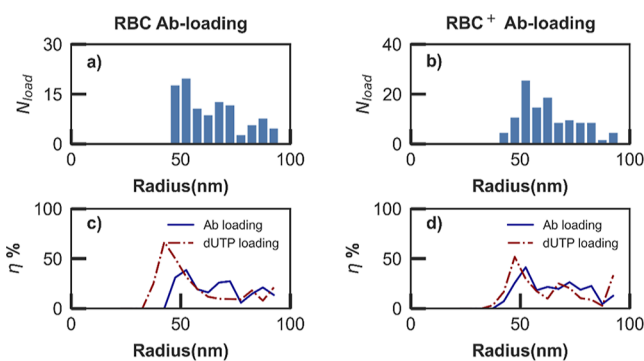 RBC Ab-loading
RBC⁺ Ab-loading
30
15
0
N_load
a)
0
50
100
Radius(nm)
40
20
0
N_load
b)
0
50
100
Radius(nm)
100
50
0
η %
c)
Ab loading
dUTP loading
0
50
100
Radius(nm)
100
50
0
η %
d)
Ab loading
dUTP loading
0
50
100
Radius(nm)